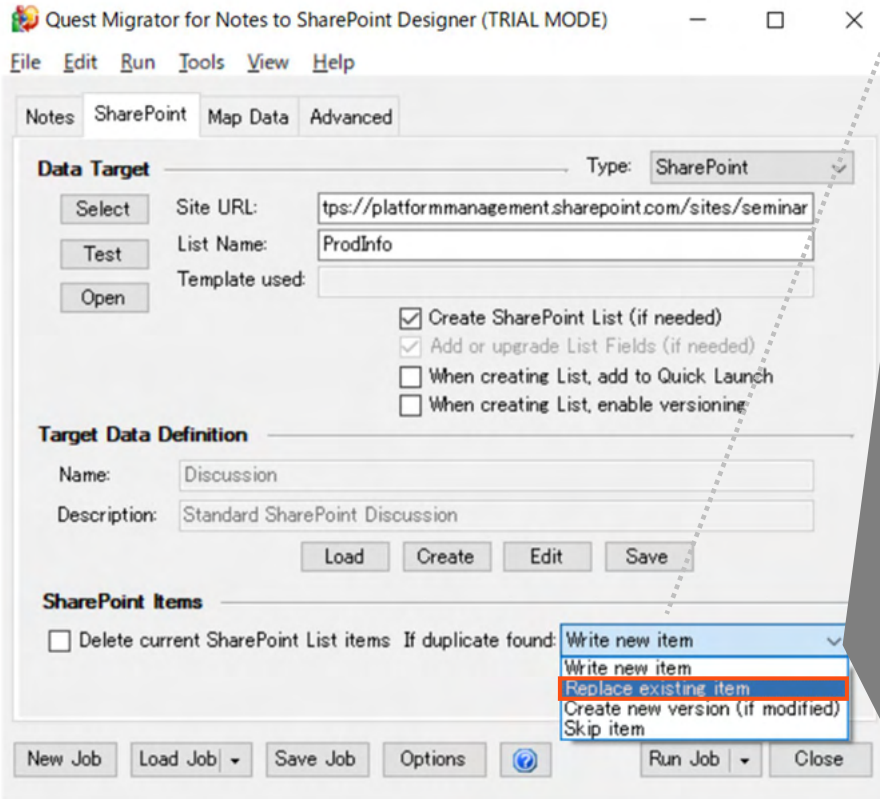 Quest Migrator for Notes to SharePoint Designer (TRIAL MODE)
File Edit Run Tools View Help
Notes SharePoint Map Data Advanced
Data Target Type: SharePoint
Select Site URL: tps://platformmanagement.sharepoint.com/sites/seminar
Test List Name: ProdInfo
Template used:
Open
Create SharePoint List (if needed)
Add or upgrade List Fields (if needed)
When creating List, add to Quick Launch
When creating List, enable versioning
Target Data Definition
Name: Discussion
Description: Standard SharePoint Discussion
Load Create Edit Save
SharePoint Items
Delete current SharePoint List items If duplicate found: Write new item
Write new item
Replace existing item
Create new version (if modified)
Skip item
New Job Load Job Save Job Options ? Run Job Close